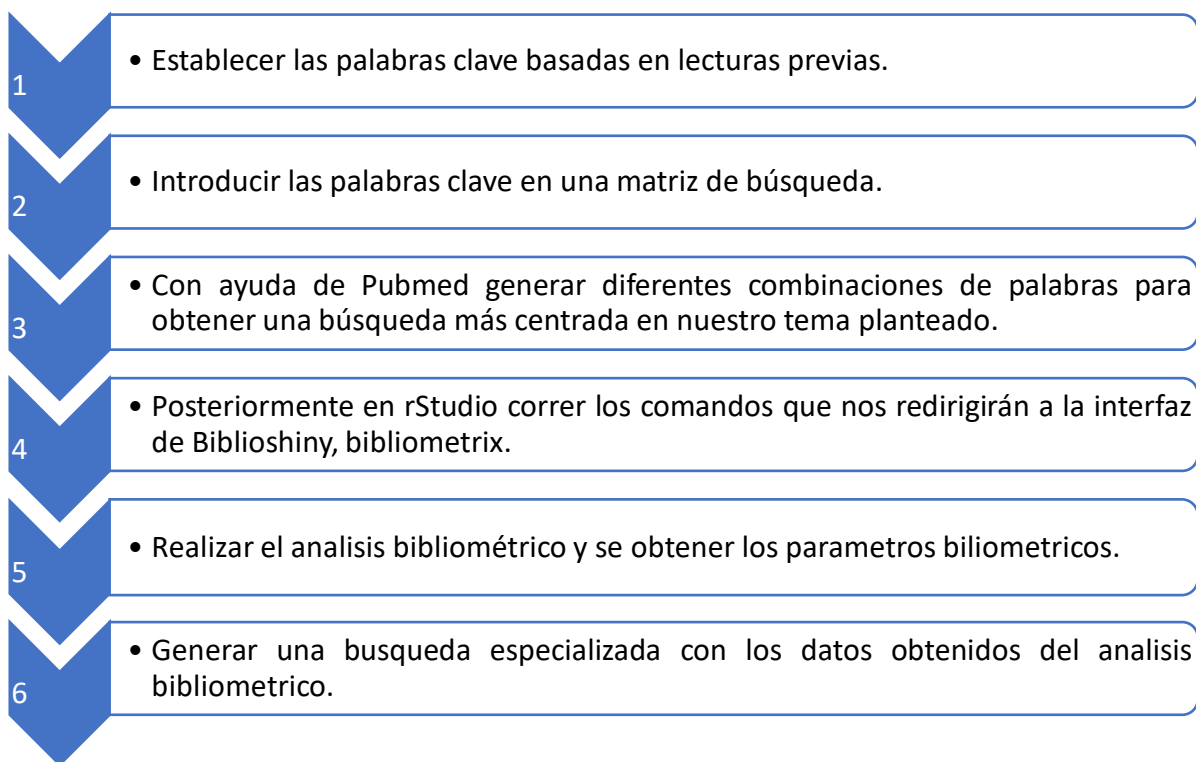 1
• Establecer las palabras clave basadas en lecturas previas.
2
• Introducir las palabras clave en una matriz de búsqueda.
3
• Con ayuda de Pubmed generar diferentes combinaciones de palabras para
obtener una búsqueda más centrada en nuestro tema planteado.
4
• Posteriormente en rStudio correr los comandos que nos redirigirán a la interfaz
de Biblioshiny, bibliometrix.
5
• Realizar el analisis bibliométrico y se obtener los parametros biliometricos.
6
• Generar una busqueda especializada con los datos obtenidos del analisis
bibliometrico.